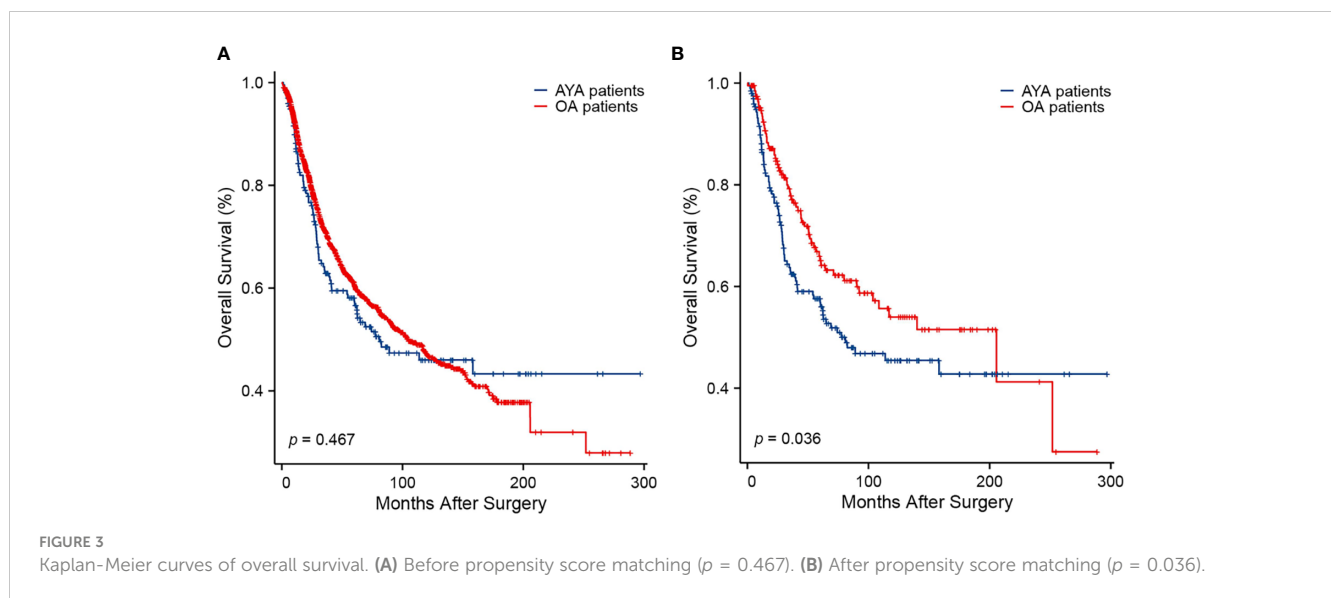 A
1.0
0.8
0.6
0.4
Overall Survival (%)
AYA patients
OA patients
p = 0.467
0 100 200 300
Months After Surgery
B
1.0
0.8
0.6
0.4
Overall Survival (%)
AYA patients
OA patients
p = 0.036
0 100 200 300
Months After Surgery
FIGURE 3
Kaplan-Meier curves of overall survival. (A) Before propensity score matching (p = 0.467). (B) After propensity score matching (p = 0.036).